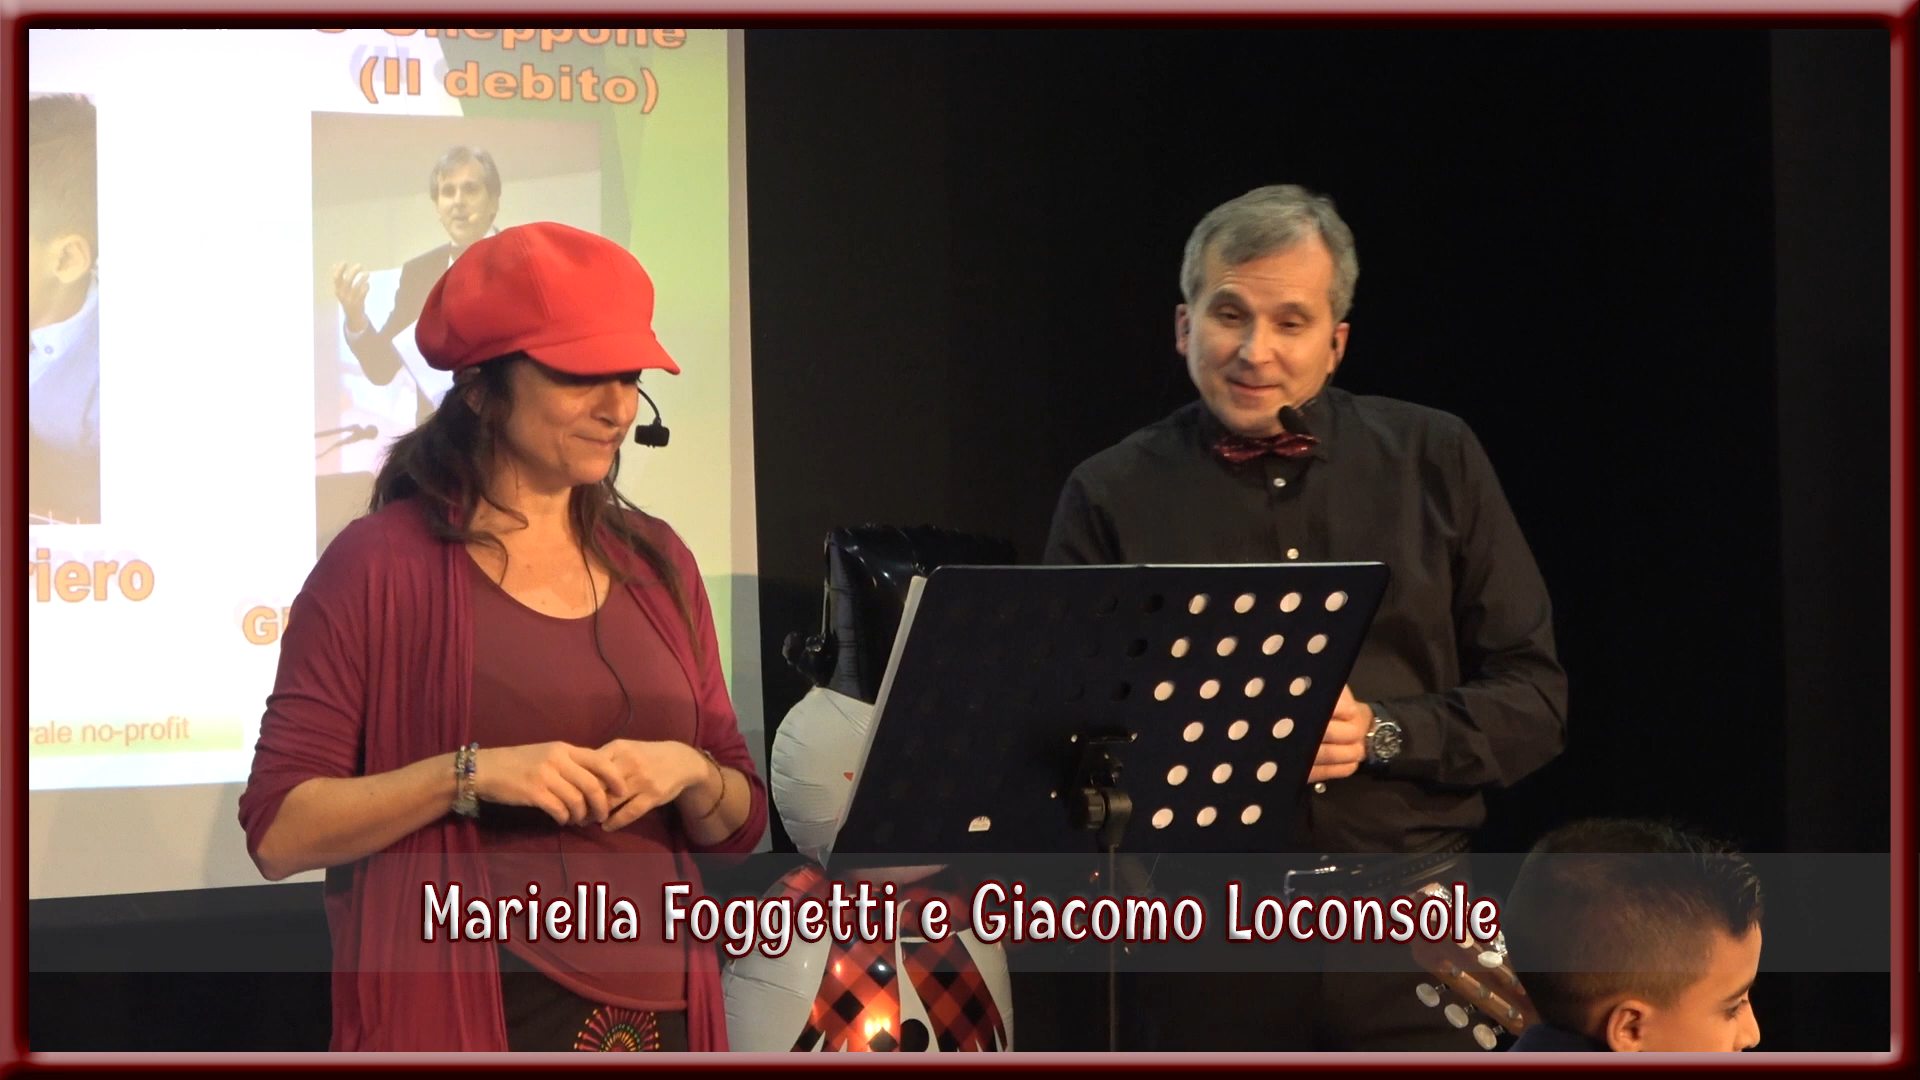 (Il debito)
riero
rale no-profit
Mariella Foggetti e Giacomo Loconsole